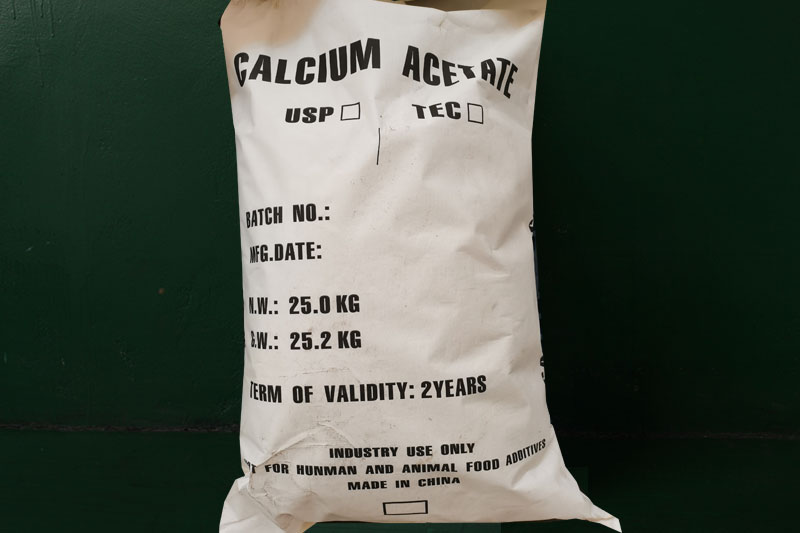 CALCIUM ACETATE
USP TEC
BATCH NO.:
MFG.DATE:
N.W.: 25.0 KG
G.W.: 25.2 KG
TERM OF VALIDITY: 2YEARS
INDUSTRY USE ONLY
FOR HUNMAN AND ANIMAL FOOD ADDITIVES
MADE IN CHINA